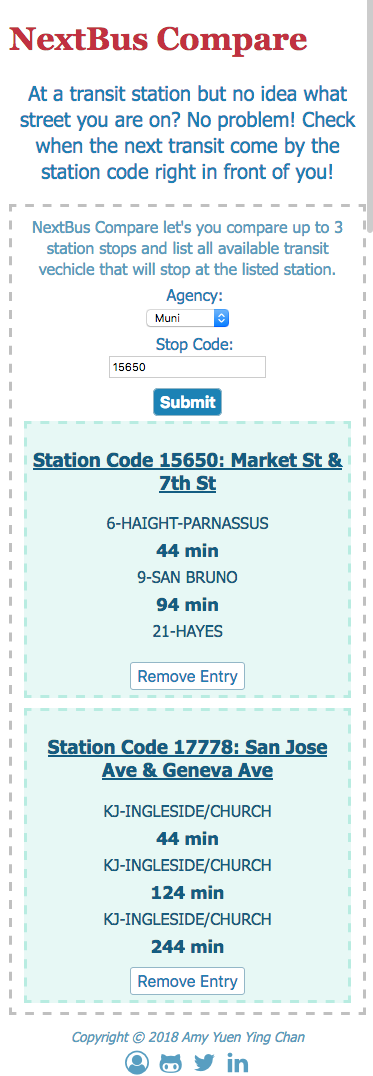 NextBus Compare
At a transit station but no idea what
street you are on? No problem! Check
when the next transit come by the
station code right in front of you!
NextBus Compare let's you compare up to 3
station stops and list all available transit
vechicle that will stop at the listed station.
Agency:
Muni
Stop Code:
15650
Submit
Station Code 15650: Market St &
7th St
6-HAIGHT-PARNASSUS
44 min
9-SAN BRUNO
94 min
21-HAYES
Remove Entry
Station Code 17778: San Jose
Ave & Geneva Ave
KJ-INGLESIDE/CHURCH
44 min
KJ-INGLESIDE/CHURCH
124 min
KJ-INGLESIDE/CHURCH
244 min
Remove Entry
Copyright © 2018 Amy Yuen Ying Chan